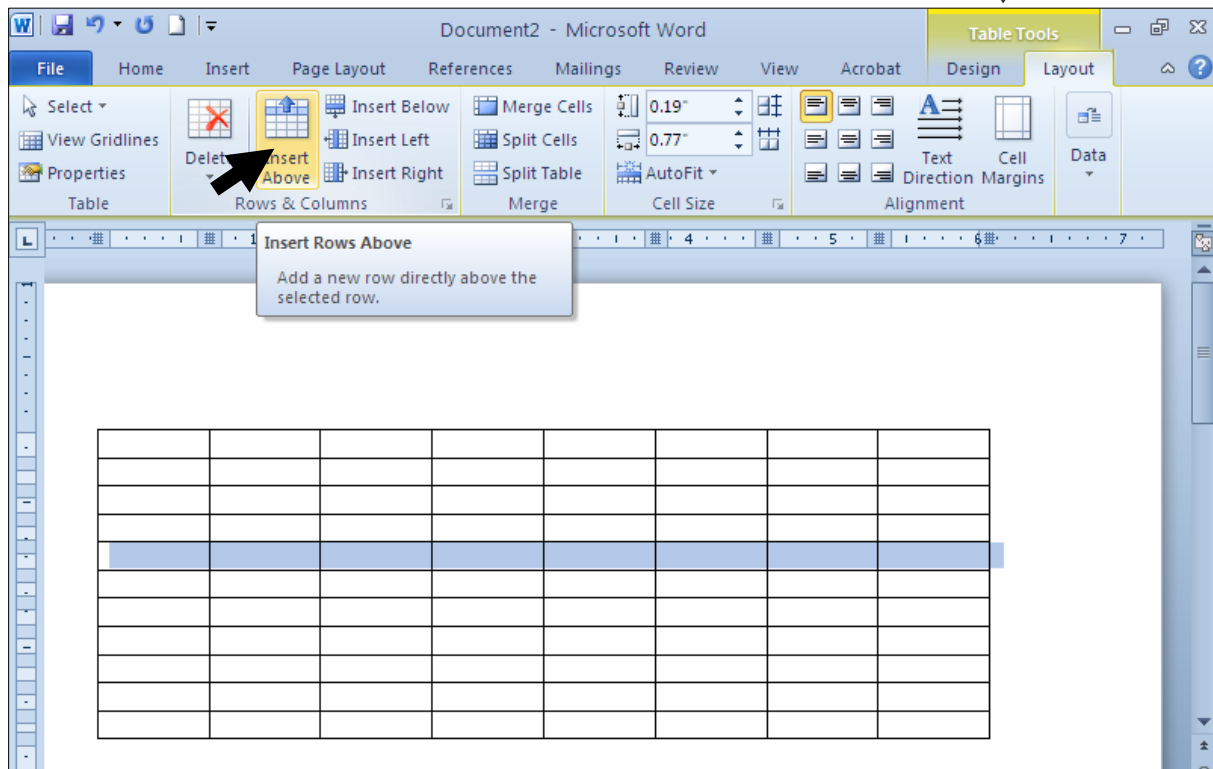 W Document2 - Microsoft Word Table Tools
File Home Insert Page Layout References Mailings Review View Acrobat Design Layout ?
Select Insert Below Merge Cells 0.19" A
View Gridlines Insert Left Split Cells 0.77"
Properties Delete Insert Above Insert Right Split Table AutoFit Text Direction Cell Margins Data
Table Rows & Columns Merge Cell Size Alignment
L 1 4 5 6 7
Insert Rows Above
Add a new row directly above the
selected row.